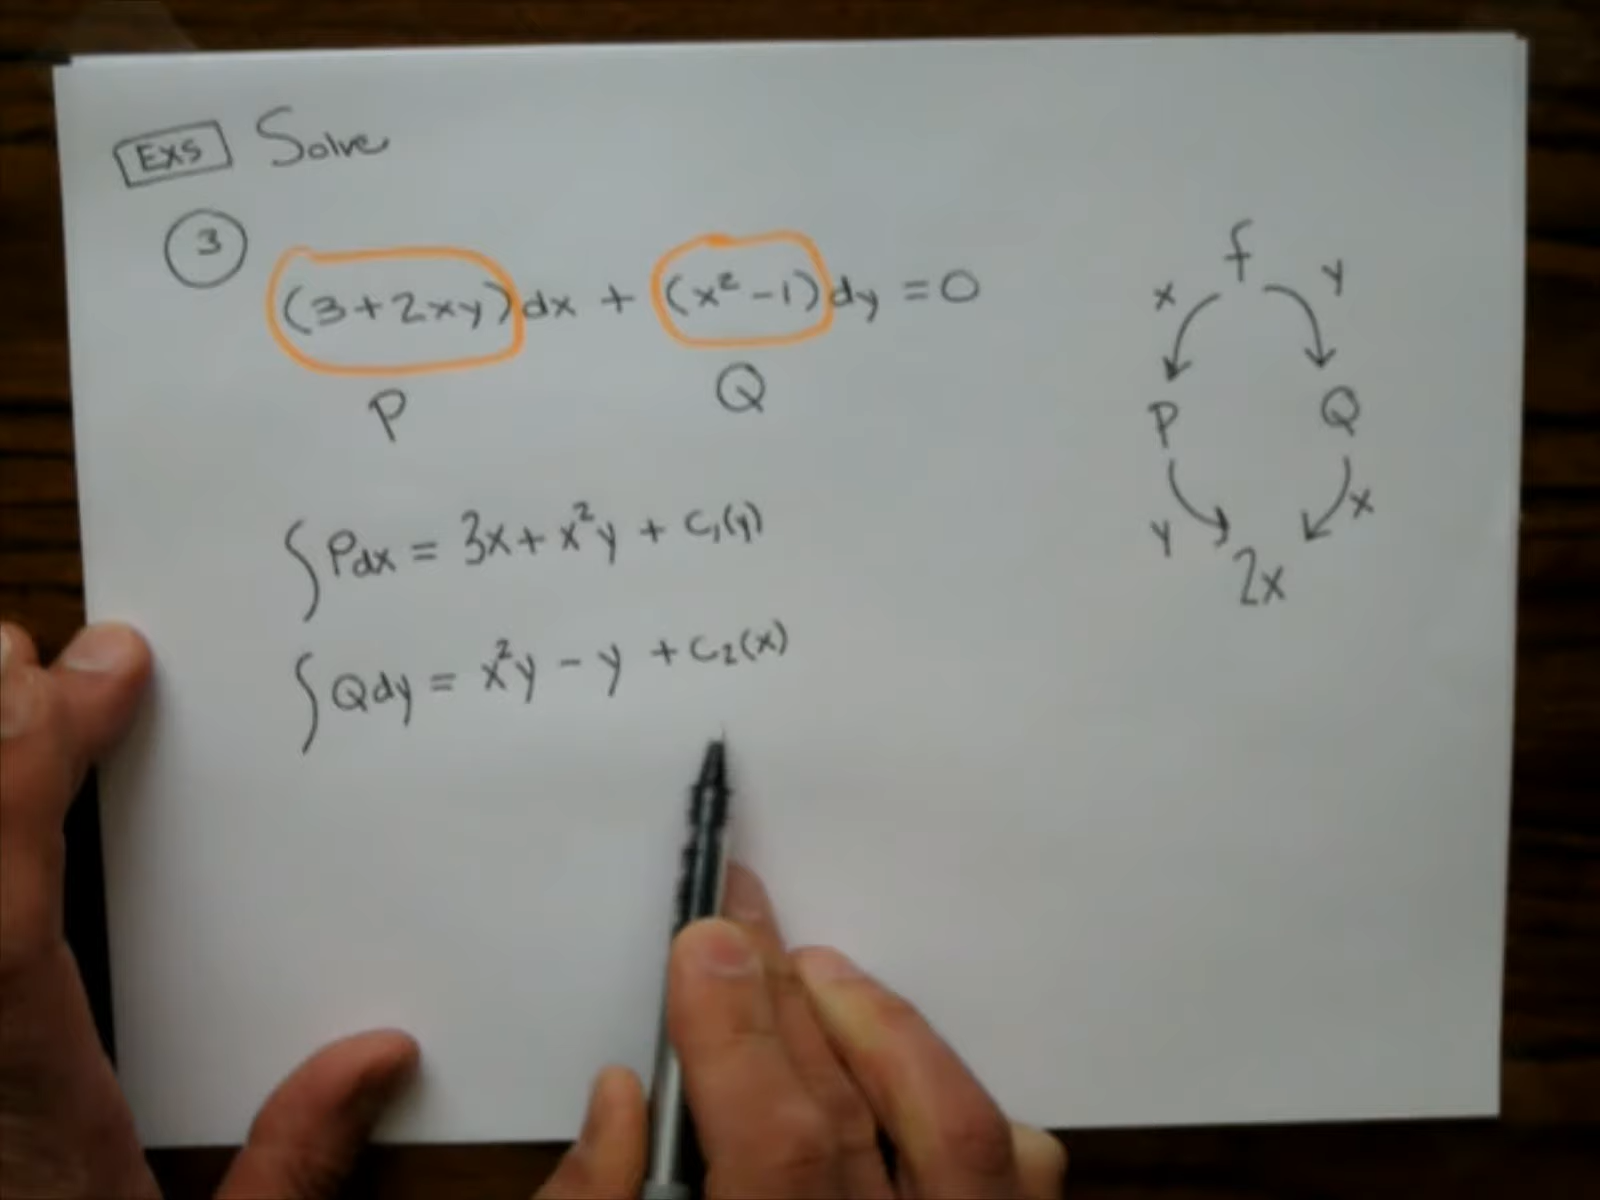 EXS Solve
3
(3+2xy)dx + (x²-1)dy = 0
P Q
∫Pdx = 3x + x²y + C₁(y)
∫Qdy = x²y - y + C₂(x)
f
x y
P Q
y x
2x